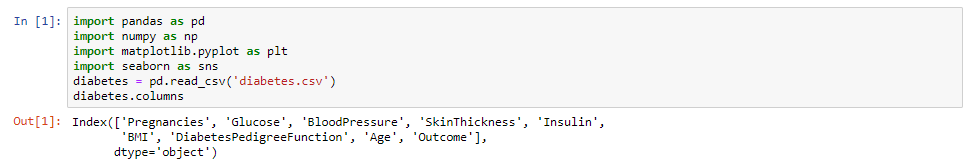 In [1]: import pandas as pd
import numpy as np
import matplotlib.pyplot as plt
import seaborn as sns
diabetes = pd.read_csv('diabetes.csv')
diabetes.columns
Out[1]: Index(['Pregnancies', 'Glucose', 'BloodPressure', 'SkinThickness', 'Insulin',
'BMI', 'DiabetesPedigreeFunction', 'Age', 'Outcome'],
dtype='object')